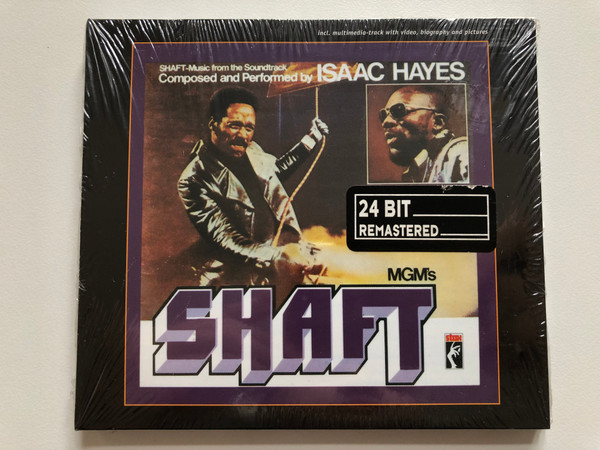 incl. multimedia-track with video, biography and pictures
SHAFT-Music from the Soundtrack
Composed and Performed by ISAAC HAYES
24 BIT
REMASTERED
MGM's
SHAFT
stax